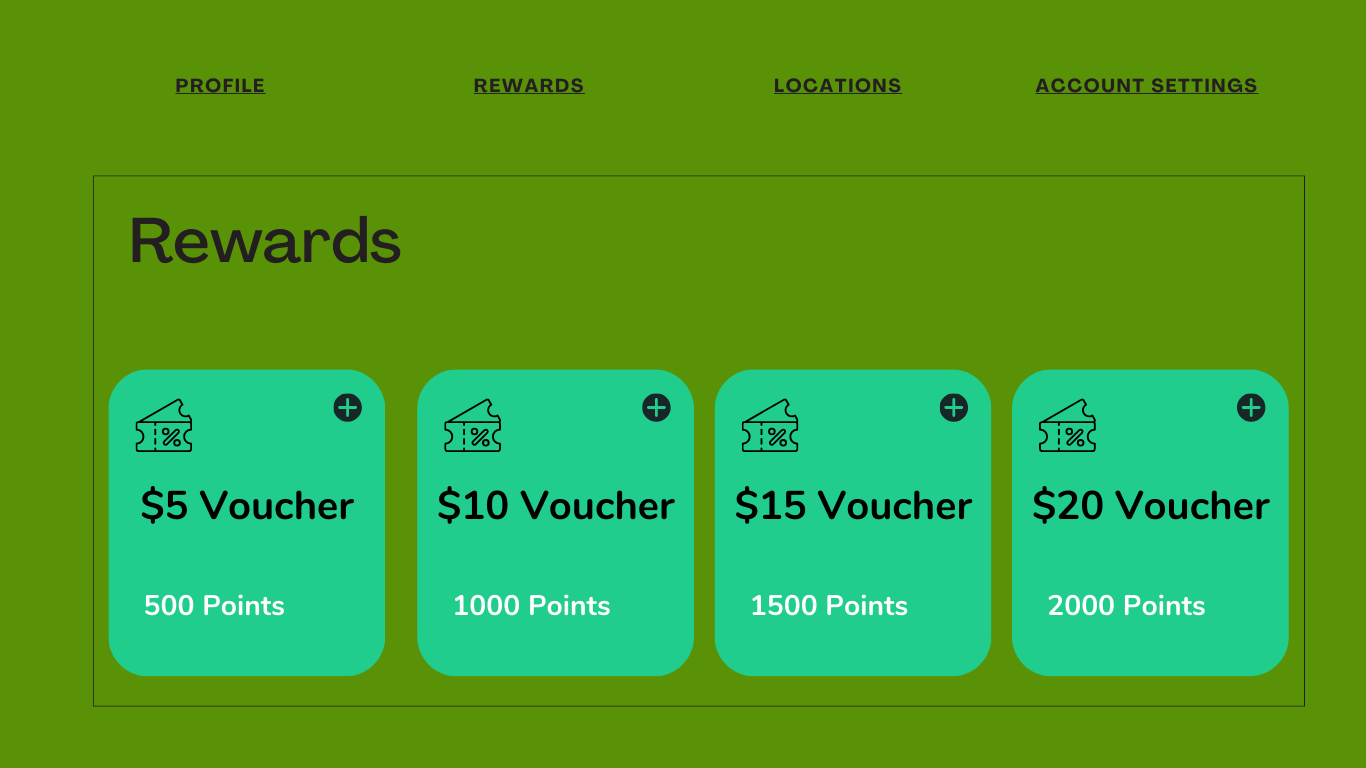 PROFILE REWARDS LOCATIONS ACCOUNT SETTINGS
Rewards
$5 Voucher
500 Points
$10 Voucher
1000 Points
$15 Voucher
1500 Points
$20 Voucher
2000 Points